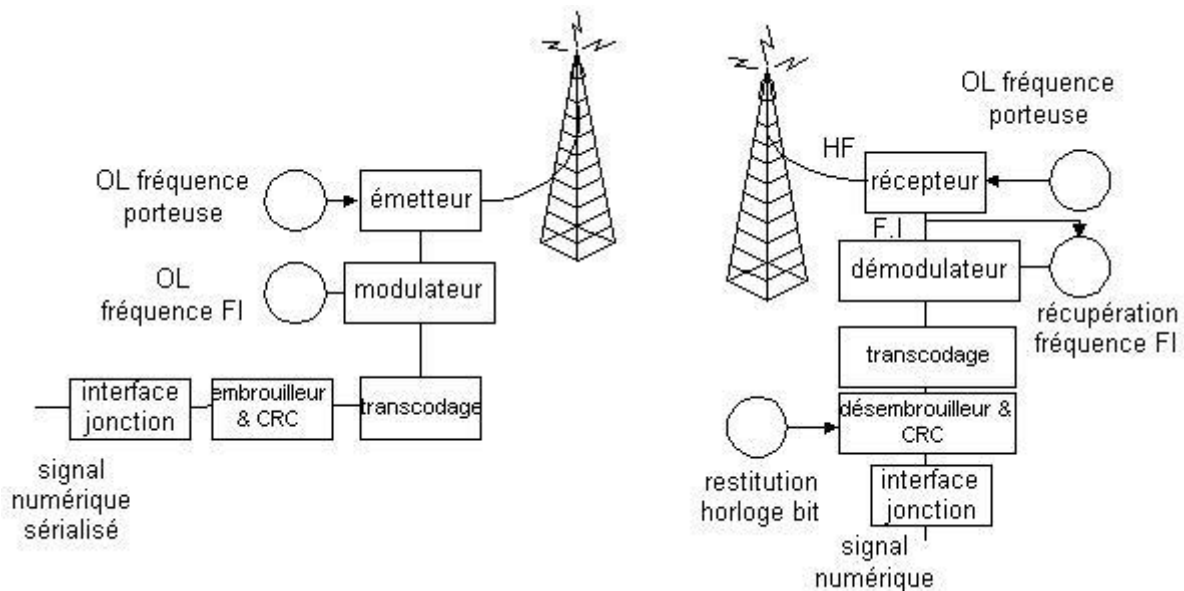 OL fréquence
porteuse
émetteur
OL
fréquence FI
modulateur
interface
jonction
embrouilleur
& CRC
transcodage
signal
numérique
sérialisé
OL fréquence
porteuse
HF
récepteur
F.I
démodulateur
récupération
fréquence FI
transcodage
désembrouilleur &
CRC
restitution
horloge bit
interface
jonction
signal
numérique